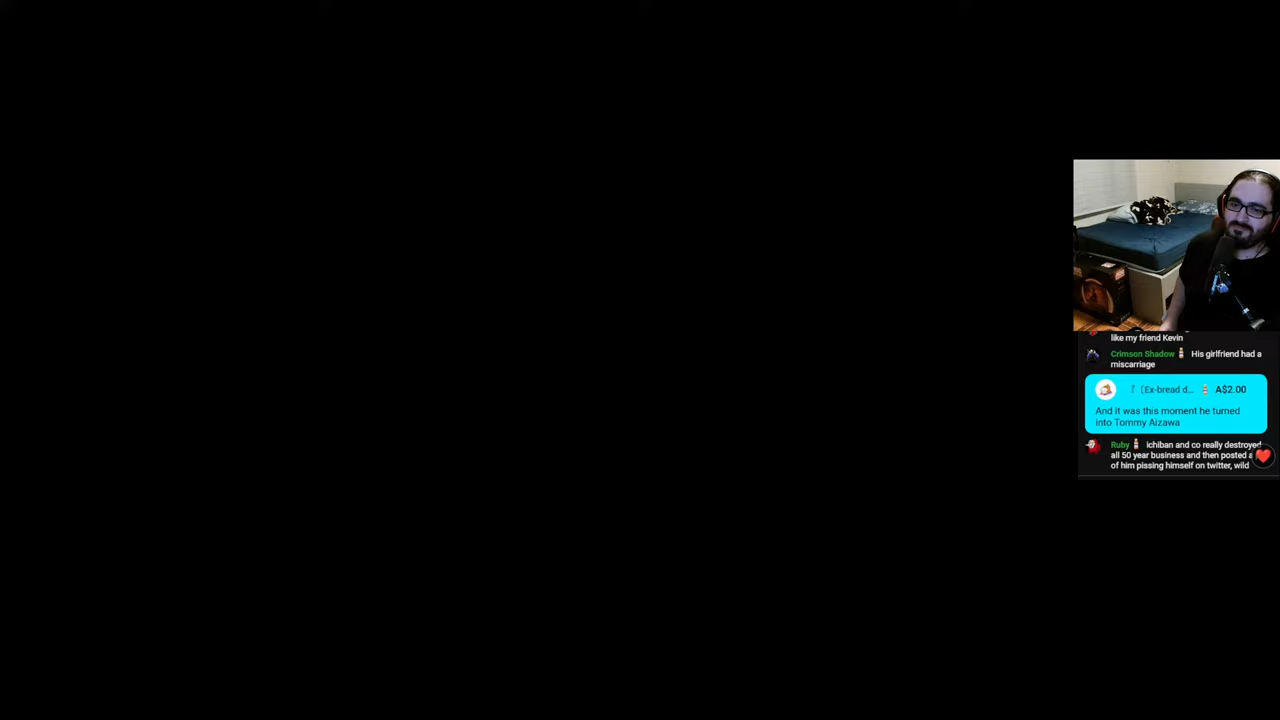 like my friend Kevin
Crimson Shadow His girlfriend had a
miscarriage
(Ex-bread d... A$2.00
And it was this moment he turned
into Tommy Aizawa
Ruby ichiban and co really destroyed
all 50 year business and then posted a
of him pissing himself on twitter, wild